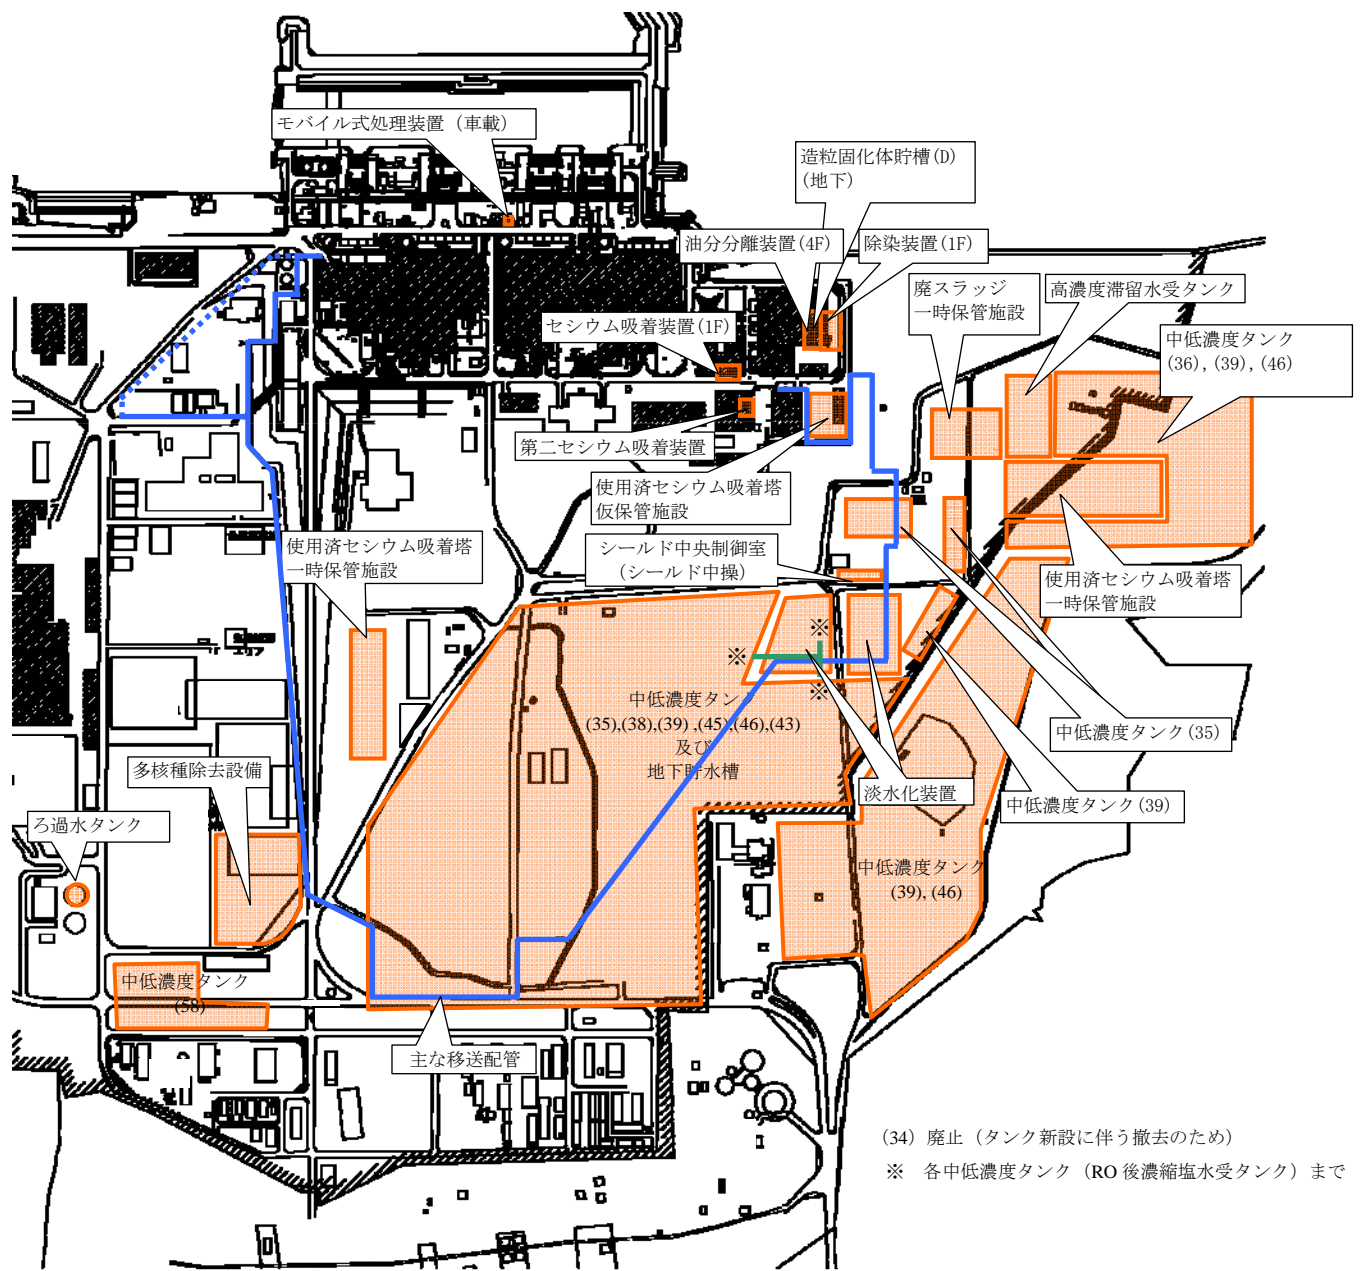 モバイル式処理装置（車載）
造粒固化体貯槽(D)
(地下)
油分分離装置(4F)
除染装置(1F)
廃スラッジ
一時保管施設
高濃度滞留水受タンク
中低濃度タンク
(36), (39), (46)
セシウム吸着装置(1F)
第二セシウム吸着装置
使用済セシウム吸着塔
仮保管施設
使用済セシウム吸着塔
一時保管施設
シールド中央制御室
（シールド中操）
使用済セシウム吸着塔
一時保管施設
エリア
※
※
※
中低濃度タンク
(35),(38),(39) ,(45),(46),(43)
及び
地下貯水槽
中低濃度タンク(35)
多核種除去設備
淡水化装置
中低濃度タンク(39)
ろ過水タンク
中低濃度タンク
(39), (46)
中低濃度タンク
(58)
主な移送配管
（34）廃止（タンク新設に伴う撤去のため）
※　各中低濃度タンク（RO 後濃縮塩水受タンク）まで